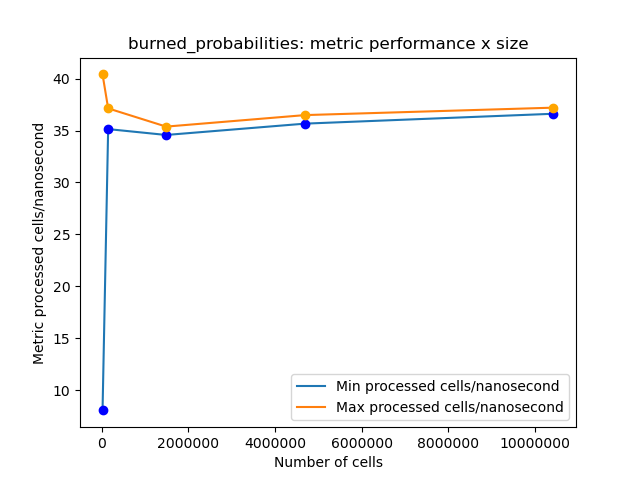 burned_probabilities: metric performance x size
Metric processed cells/nanosecond
40
35
30
25
20
15
10
Min processed cells/nanosecond
Max processed cells/nanosecond
0 2000000 4000000 6000000 8000000 10000000
Number of cells